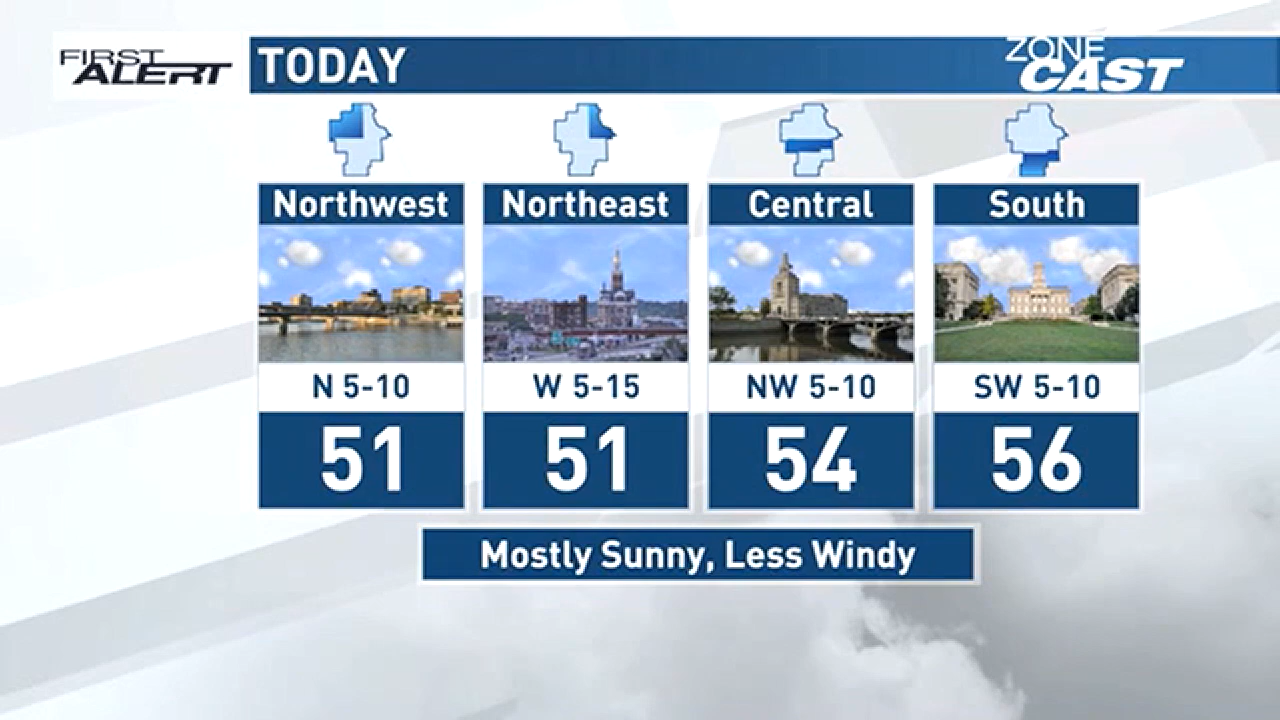 FIRST
ALERT
TODAY
ZONE
CAST
Northwest
Northeast
Central
South
N 5-10
W 5-15
NW 5-10
SW 5-10
51
51
54
56
Mostly Sunny, Less Windy